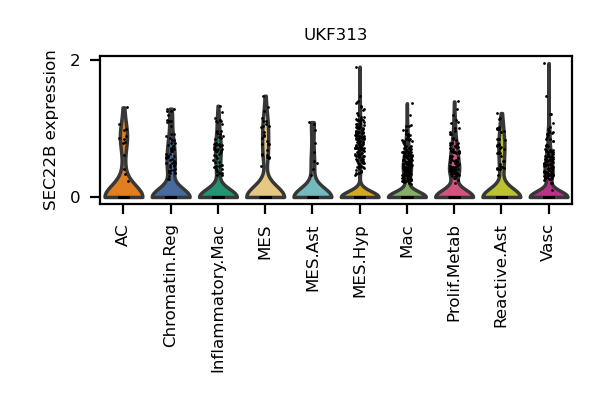 UKF313
SEC22B expression
2
0
AC
Chromatin.Reg
Inflammatory.Mac
MES
MES.Ast
MES.Hyp
Mac
Prolif.Metab
Reactive.Ast
Vasc